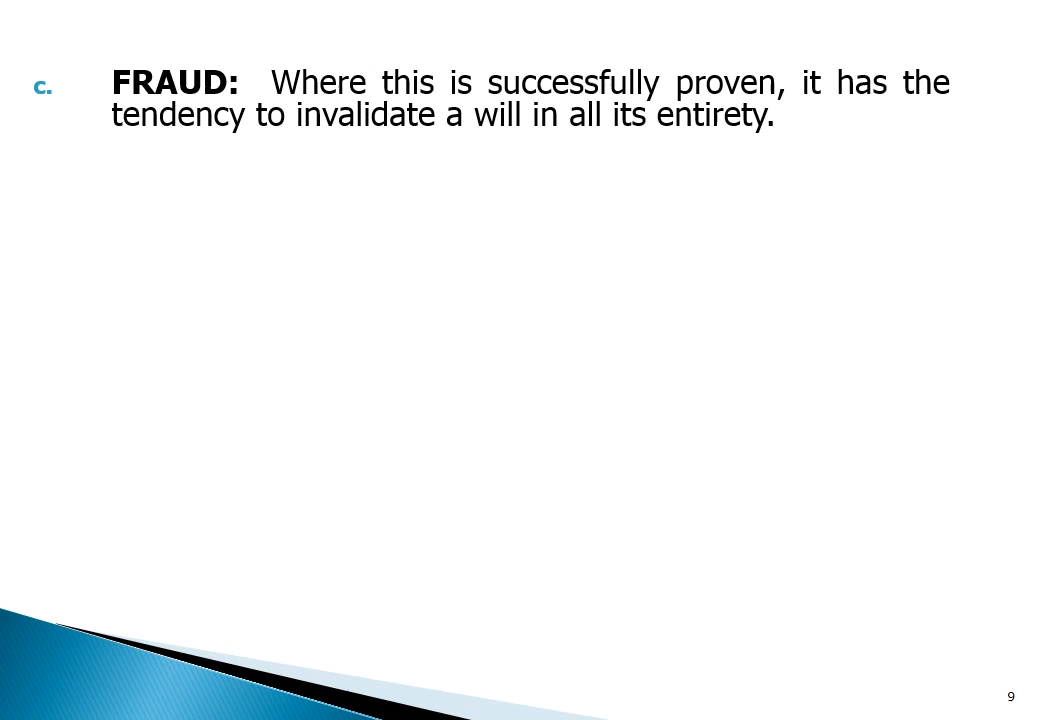 c. FRAUD: Where this is successfully proven, it has the
tendency to invalidate a will in all its entirety.
9